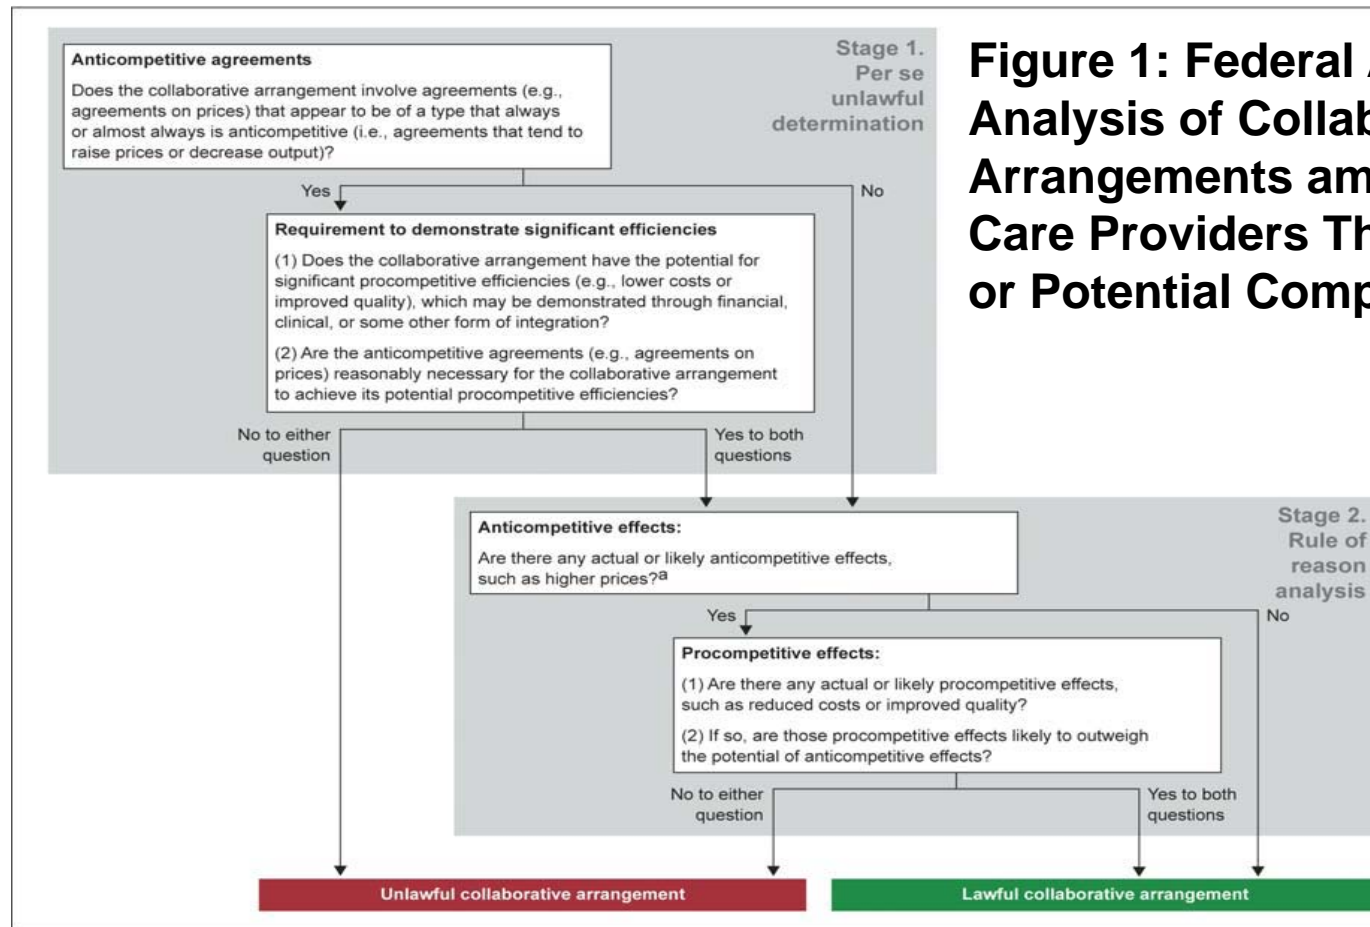 Figure 1: Federal
Analysis of Collab
Arrangements am
Care Providers Th
or Potential Comp
Stage 1.
Per se
unlawful
determination
Anticompetitive agreements
Does the collaborative arrangement involve agreements (e.g.,
agreements on prices) that appear to be of a type that always
or almost always is anticompetitive (i.e., agreements that tend to
raise prices or decrease output)?
Yes
No
Requirement to demonstrate significant efficiencies
(1) Does the collaborative arrangement have the potential for
significant procompetitive efficiencies (e.g., lower costs or
improved quality), which may be demonstrated through financial,
clinical, or some other form of integration?
(2) Are the anticompetitive agreements (e.g., agreements on
prices) reasonably necessary for the collaborative arrangement
to achieve its potential procompetitive efficiencies?
No to either
question
Yes to both
questions
Stage 2.
Rule of
reason
analysis
Anticompetitive effects:
Are there any actual or likely anticompetitive effects,
such as higher prices?a
Yes
No
Procompetitive effects:
(1) Are there any actual or likely procompetitive effects,
such as reduced costs or improved quality?
(2) If so, are those procompetitive effects likely to outweigh
the potential of anticompetitive effects?
No to either
question
Yes to both
questions
Unlawful collaborative arrangement
Lawful collaborative arrangement